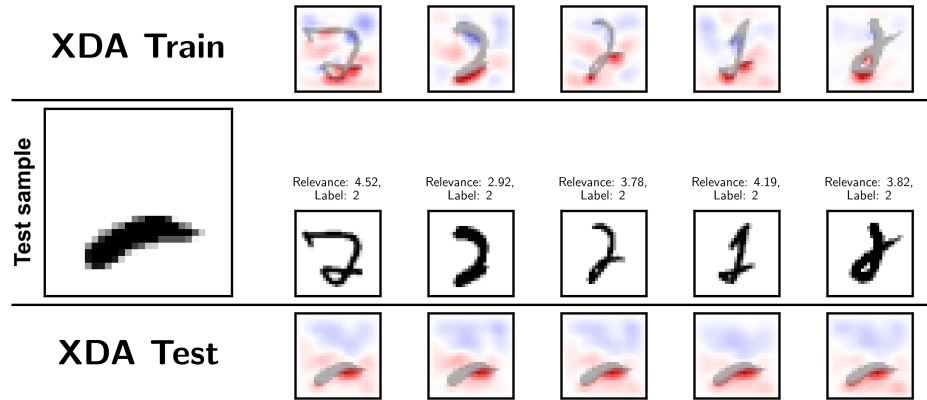 XDA Train
Test sample
Relevance: 4.52,
Label: 2
Relevance: 2.92,
Label: 2
Relevance: 3.78,
Label: 2
Relevance: 4.19,
Label: 2
Relevance: 3.82,
Label: 2
XDA Test